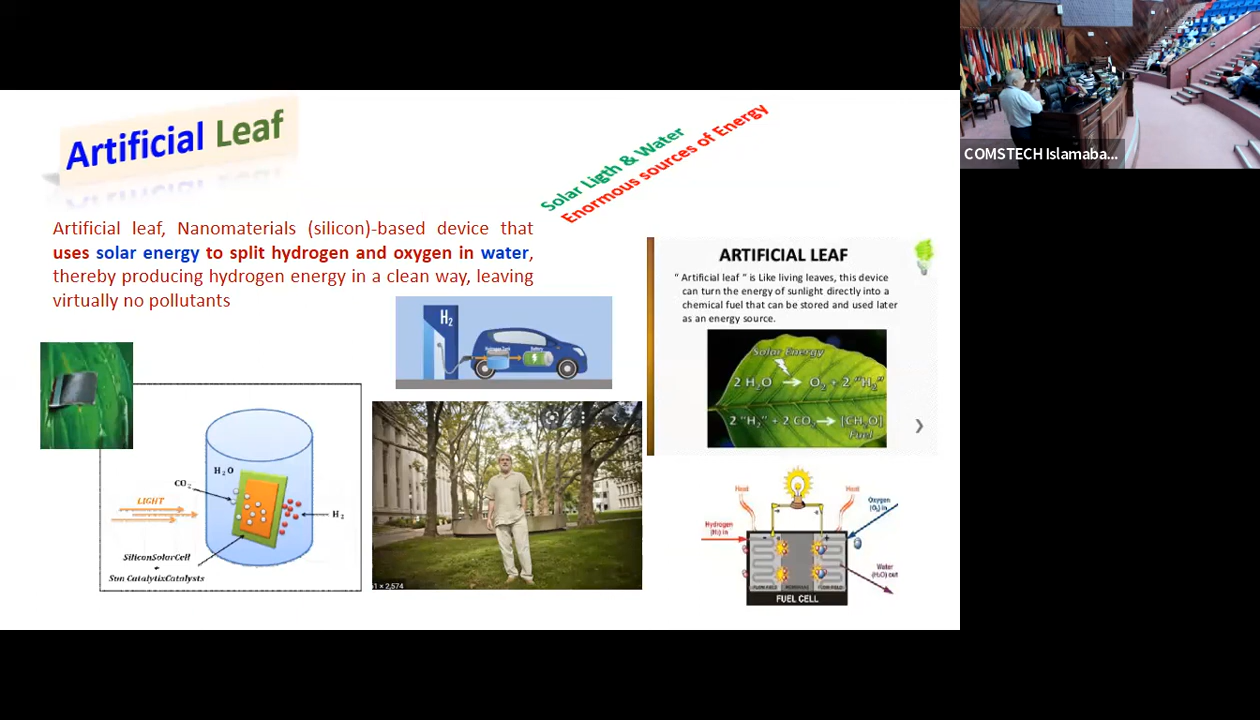 Artificial Leaf
Solar Ligth & Water
Enormous sources of Energy
Artificial leaf, Nanomaterials (silicon)-based device that
uses solar energy to split hydrogen and oxygen in water,
thereby producing hydrogen energy in a clean way, leaving
virtually no pollutants
H₂
ARTIFICIAL LEAF
“ Artificial leaf ” is Like living leaves, this device
can turn the energy of sunlight directly into a
chemical fuel that can be stored and used later
as an energy source.
Solar Energy
2 H₂O → O₂ + 2 "H₂"
2 "H₂" + 2 CO₂ → [CH₂O]
Fuel
H₂O
CO₂
LIGHT
H₂
SiliconSolarCell
+
Sun CatalytixCatalysts
1 × 2,574
Heat
Heat
Hydrogen
(H₂) in
Oxygen
(O₂) in
Water
(H₂O) out
FUEL CELL
COMSTECH Islamaba...